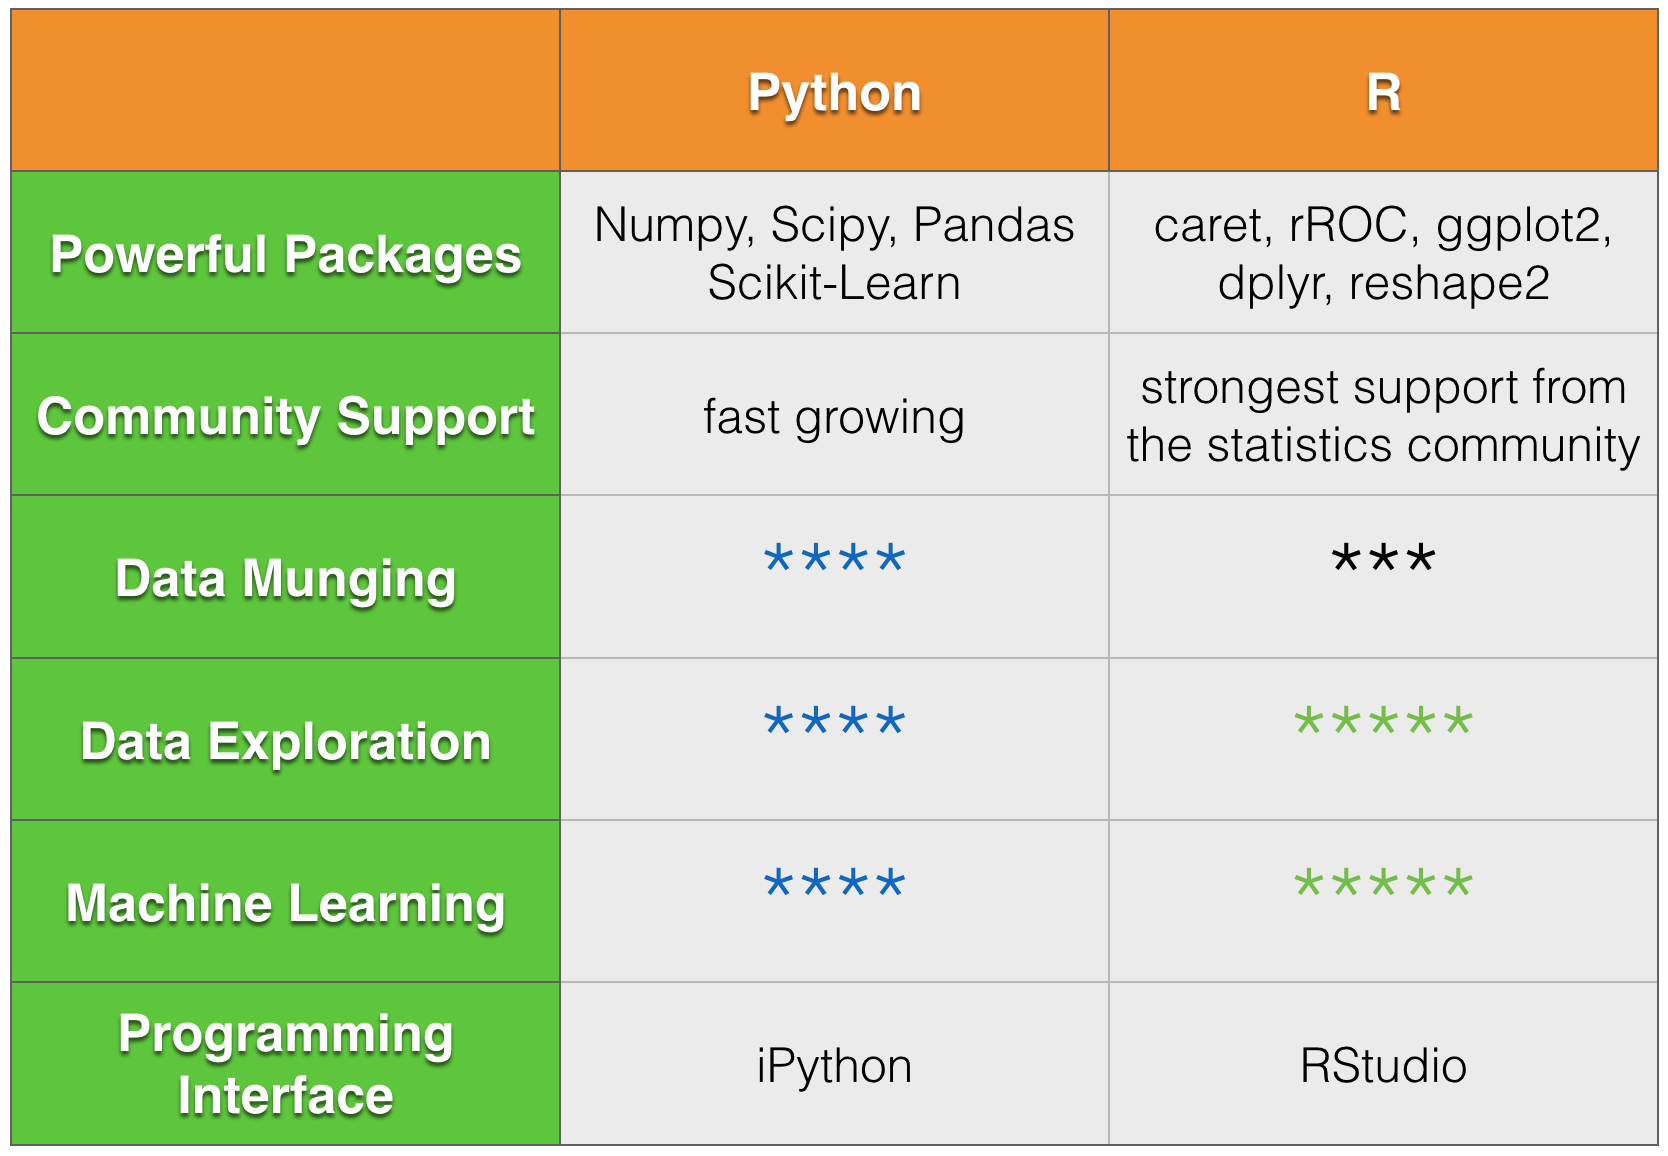 Python
R
Powerful Packages
Numpy, Scipy, Pandas
Scikit-Learn
caret, rROC, ggplot2,
dplyr, reshape2
Community Support
fast growing
strongest support from
the statistics community
Data Munging
****
***
Data Exploration
****
*****
Machine Learning
****
*****
Programming
Interface
iPython
RStudio